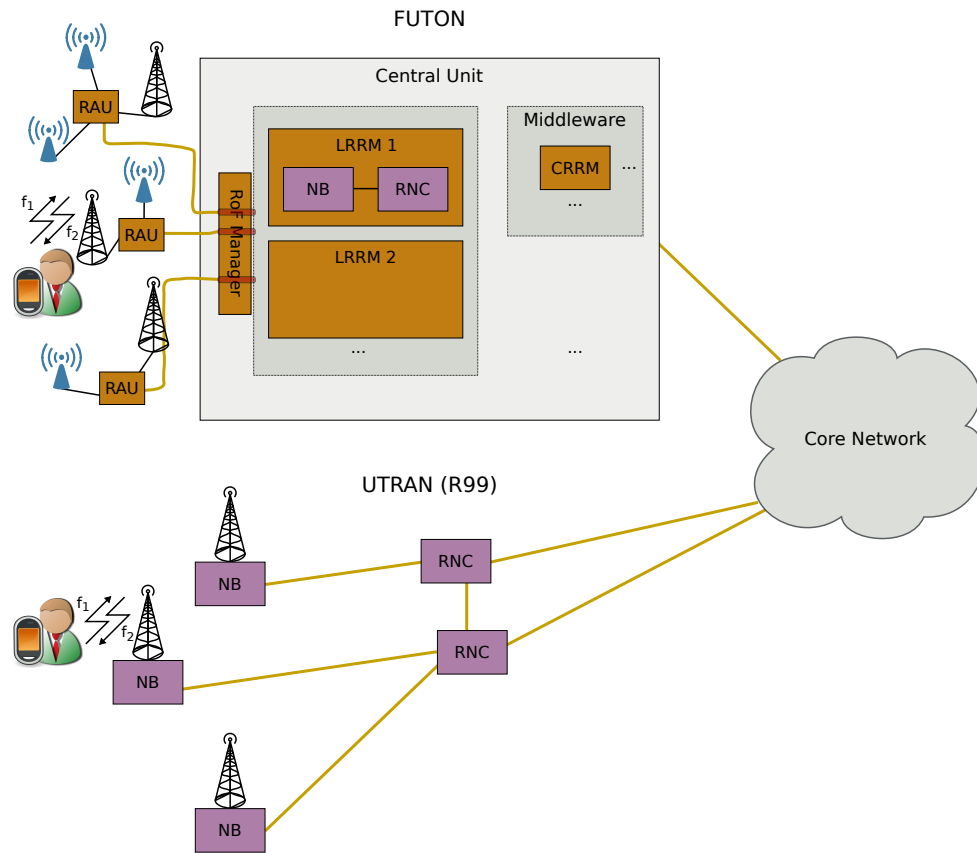 FUTON
Central Unit
RAU
Middleware
LRRM 1
NB
RNC
CRRM
...
...
RoF Manager
f1
f2
RAU
LRRM 2
...
...
RAU
Core Network
UTRAN (R99)
RNC
NB
f1
f2
RNC
NB
NB